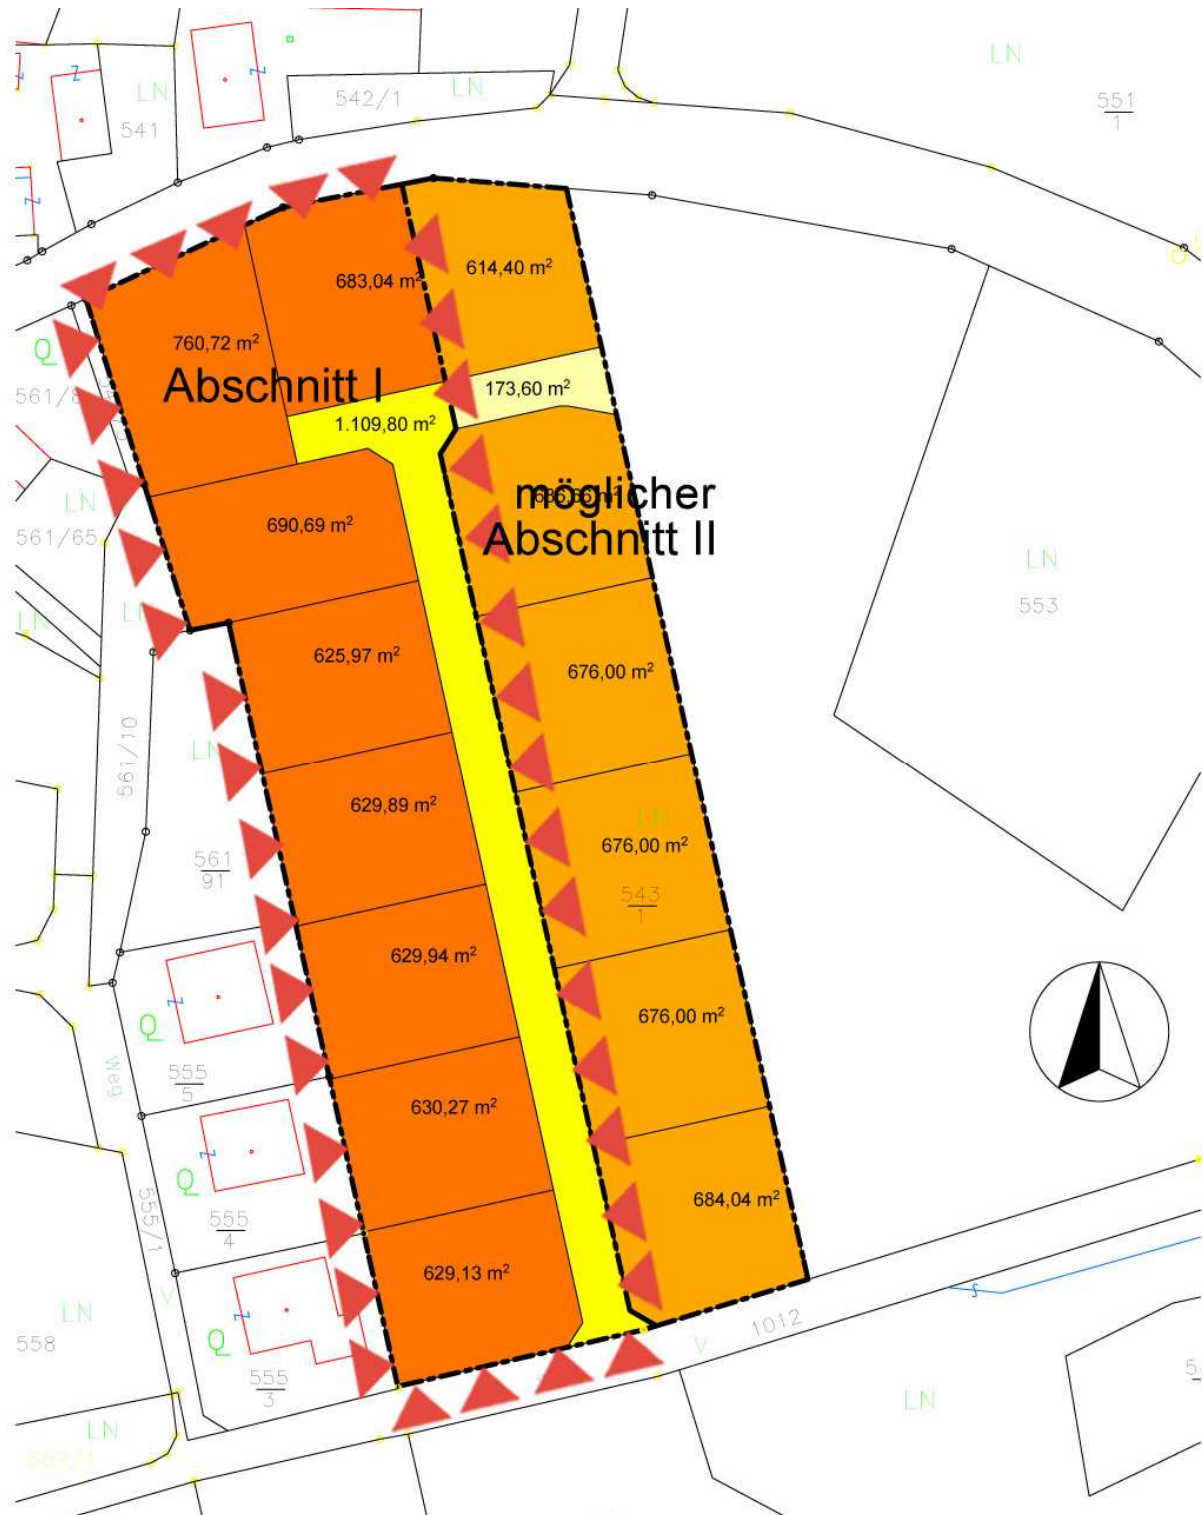 LN
551
1
LN
542/1
LN
541
614,40 m²
683,04 m²
760,72 m²
Q
Abschnitt I
173,60 m²
561/8
1.109,80 m²
möglicher
Abschnitt II
LN
690,69 m²
561/65
LN
553
LN
625,97 m²
676,00 m²
561/10
629,89 m²
LN
676,00 m²
561
91
543
1
629,94 m²
676,00 m²
Q
Weg
555
5
630,27 m²
Q
555/1
555
4
684,04 m²
629,13 m²
LN
V
558
Q
555
3
1012
V
LN
LN